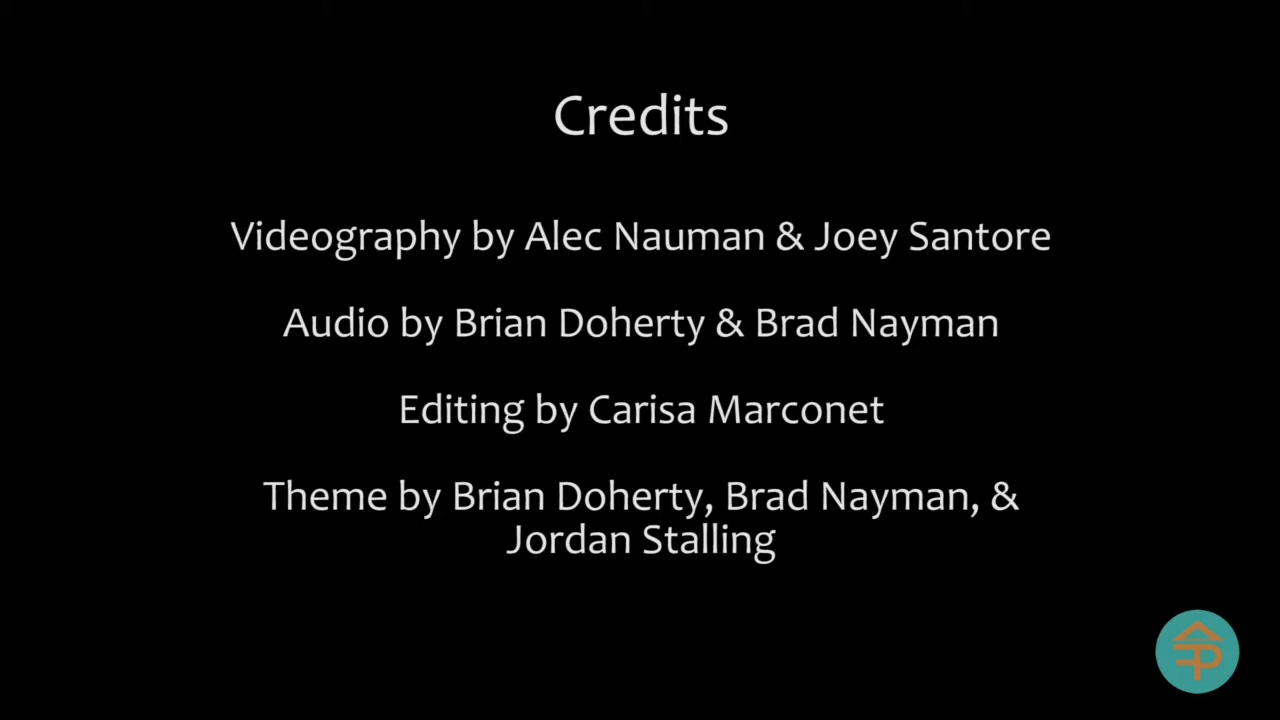 Credits
Videography by Alec Nauman & Joey Santore
Audio by Brian Doherty & Brad Nayman
Editing by Carisa Marconet
Theme by Brian Doherty, Brad Nayman, &
Jordan Stalling
FP